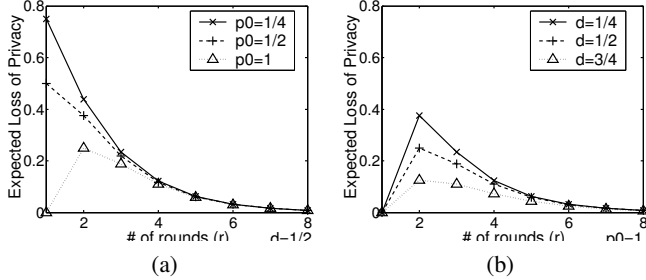 0.8
0.6
0.4
0.2
0
2
4
6
8
Expected Loss of Privacy
# of rounds (r)
d=1/2
p0=1/4
p0=1/2
p0=1
(a)
0.8
0.6
0.4
0.2
0
2
4
6
8
Expected Loss of Privacy
# of rounds (r)
p0=1
d=1/4
d=1/2
d=3/4
(b)